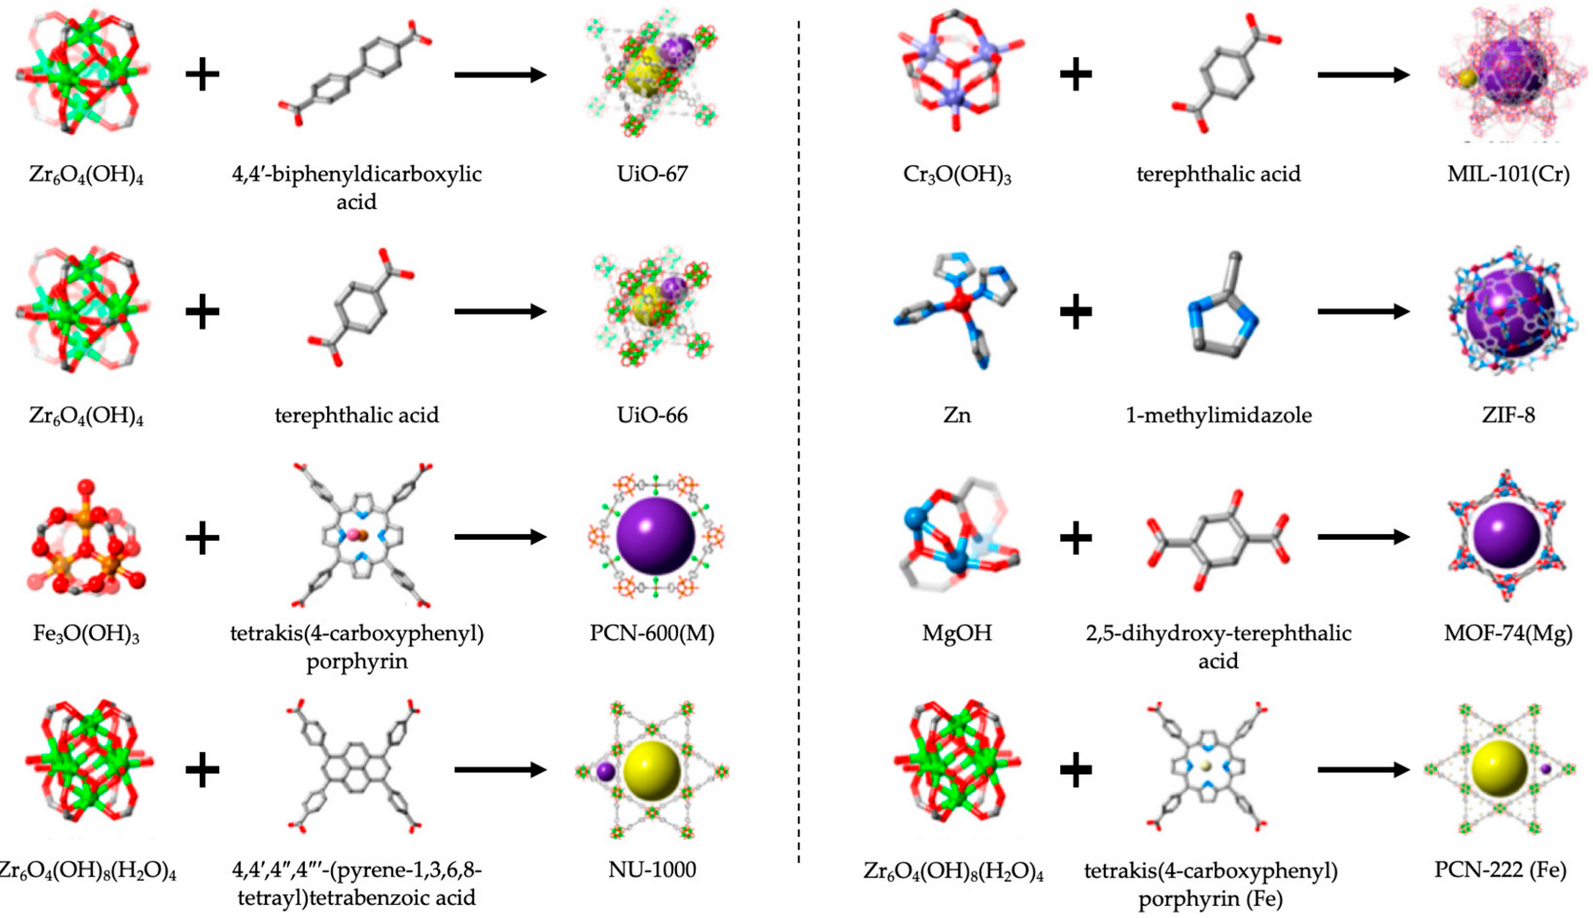 Zr₆O₄(OH)₄
+
4,4′-biphenyldicarboxylic
acid
UiO-67
Zr₆O₄(OH)₄
+
terephthalic acid
UiO-66
Fe₃O(OH)₃
+
tetrakis(4-carboxyphenyl)
porphyrin
PCN-600(M)
Zr₆O₄(OH)₈(H₂O)₄
+
4,4′,4″,4‴-(pyrene-1,3,6,8-
tetrayl)tetrabenzoic acid
NU-1000
Cr₃O(OH)₃
+
terephthalic acid
MIL-101(Cr)
Zn
+
1-methylimidazole
ZIF-8
MgOH
+
2,5-dihydroxy-terephthalic
acid
MOF-74(Mg)
Zr₆O₄(OH)₈(H₂O)₄
+
tetrakis(4-carboxyphenyl)
porphyrin (Fe)
PCN-222 (Fe)